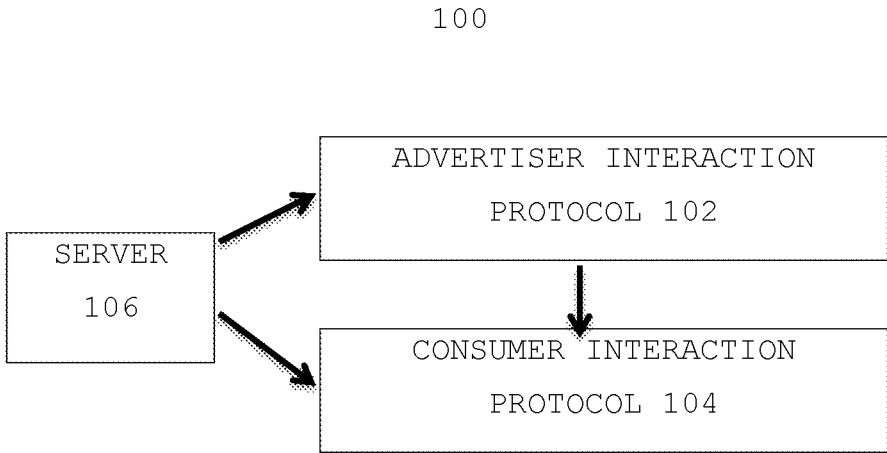 100
ADVERTISER INTERACTION
PROTOCOL 102
SERVER
106
CONSUMER INTERACTION
PROTOCOL 104